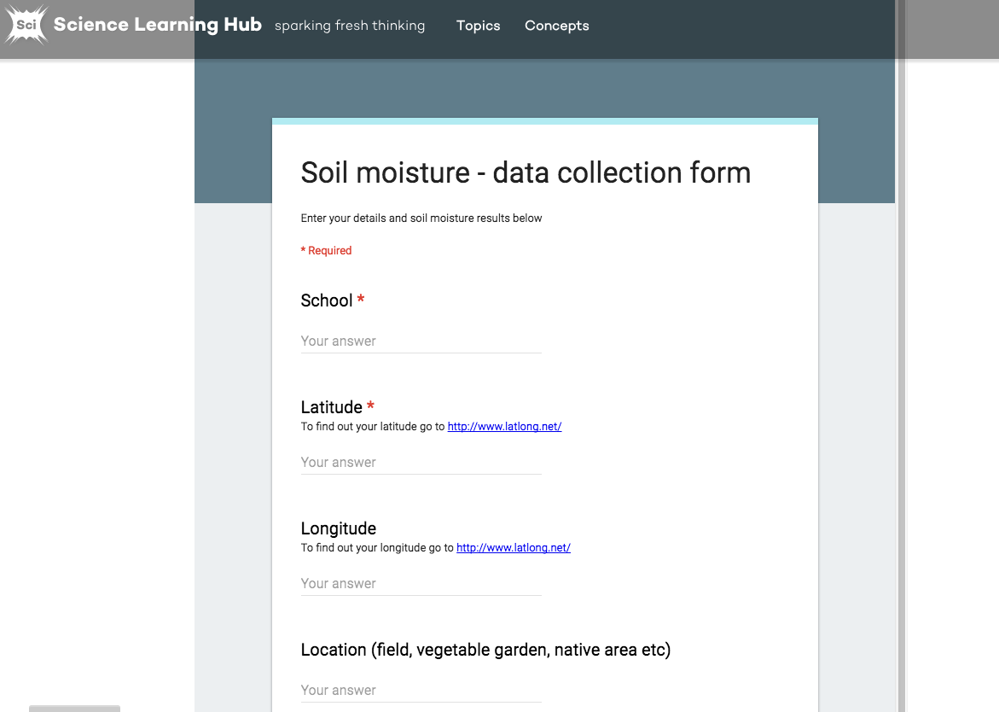 Sci Science Learning Hub sparking fresh thinking Topics Concepts
Soil moisture - data collection form
Enter your details and soil moisture results below
* Required
School *
Your answer
Latitude *
To find out your latitude go to http://www.latlong.net/
Your answer
Longitude
To find out your longitude go to http://www.latlong.net/
Your answer
Location (field, vegetable garden, native area etc)
Your answer